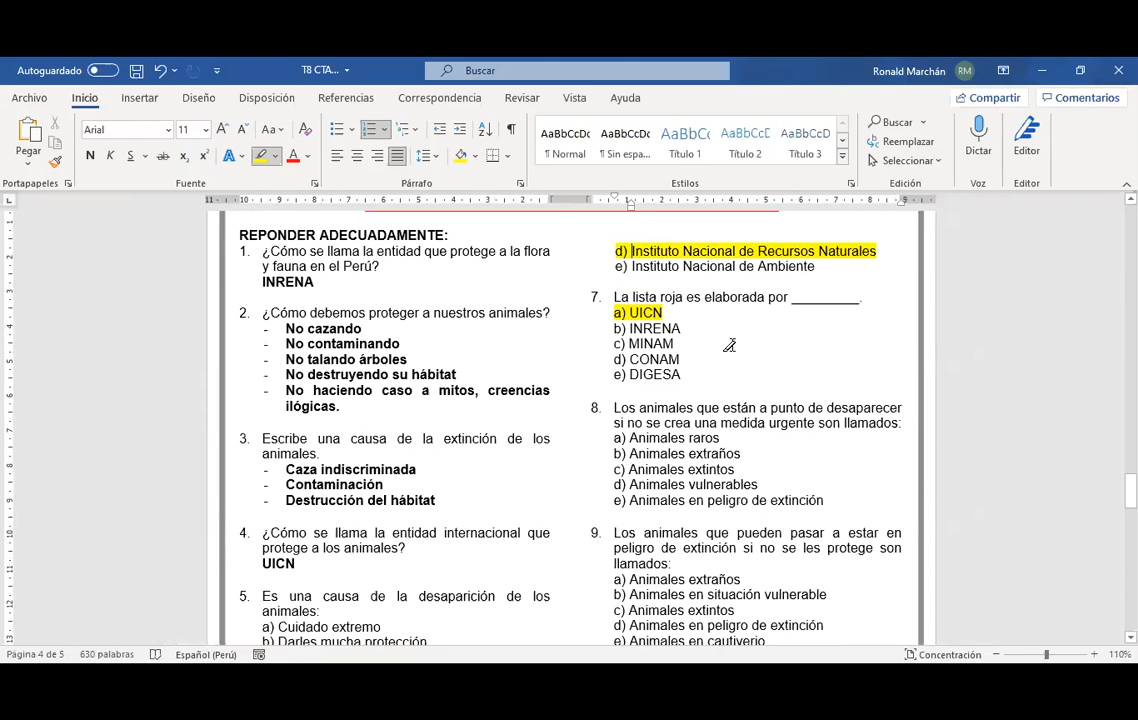 Autoguardado
T8 CTA...
Buscar
Ronald Marchán
RM
Archivo
Inicio
Insertar
Diseño
Disposición
Referencias
Correspondencia
Revisar
Vista
Ayuda
Compartir
Comentarios
Pegar
Arial
11
N K S ab x₂ x²
AaBbCcDc
AaBbCcDc
AaBbCc
AaBbCcD
AaBbCcDc
¶ Normal
¶ Sin espa...
Título 1
Título 2
Título 3
Buscar
Reemplazar
Seleccionar
Dictar
Editor
Portapapeles
Fuente
Párrafo
Estilos
Edición
Voz
Editor
REPONDER ADECUADAMENTE:
1. ¿Cómo se llama la entidad que protege a la flora
y fauna en el Perú?
INRENA
2. ¿Cómo debemos proteger a nuestros animales?
- No cazando
- No contaminando
- No talando árboles
- No destruyendo su hábitat
- No haciendo caso a mitos, creencias
ilógicas.
3. Escribe una causa de la extinción de los
animales.
- Caza indiscriminada
- Contaminación
- Destrucción del hábitat
4. ¿Cómo se llama la entidad internacional que
protege a los animales?
UICN
5. Es una causa de la desaparición de los
animales:
a) Cuidado extremo
b) Darles mucha protección
d) Instituto Nacional de Recursos Naturales
e) Instituto Nacional de Ambiente
7. La lista roja es elaborada por _________.
a) UICN
b) INRENA
c) MINAM
d) CONAM
e) DIGESA
8. Los animales que están a punto de desaparecer
si no se crea una medida urgente son llamados:
a) Animales raros
b) Animales extraños
c) Animales extintos
d) Animales vulnerables
e) Animales en peligro de extinción
9. Los animales que pueden pasar a estar en
peligro de extinción si no se les protege son
llamados:
a) Animales extraños
b) Animales en situación vulnerable
c) Animales extintos
d) Animales en peligro de extinción
e) Animales en cautiverio
Página 4 de 5
630 palabras
Español (Perú)
Concentración
110%